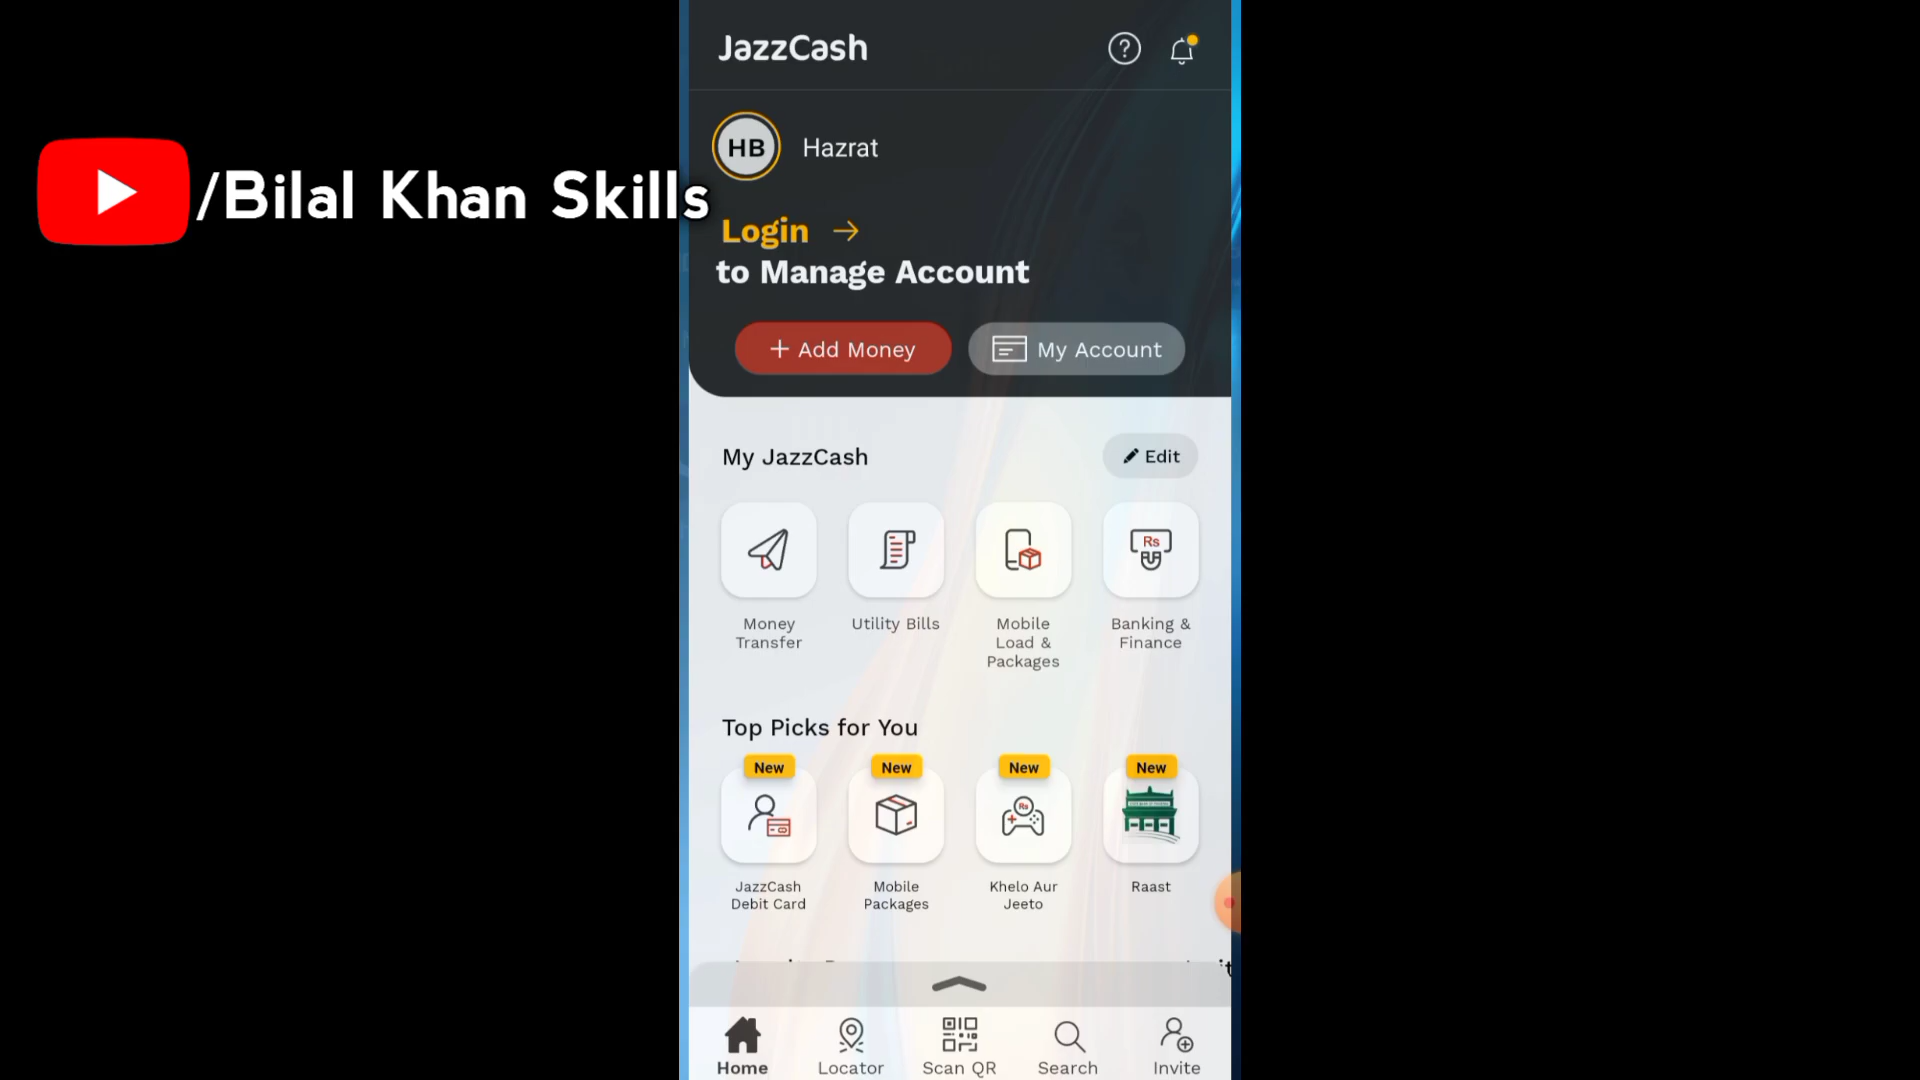 JazzCash
HB
Hazrat
/Bilal Khan Skills
Login
to Manage Account
+ Add Money
My Account
My JazzCash
Edit
Rs
Money Transfer
Utility Bills
Mobile Load & Packages
Banking & Finance
Top Picks for You
New
New
New
New
Rs
JazzCash Debit Card
Mobile Packages
Khelo Aur Jeeto
Raast
Home
Locator
Scan QR
Search
Invite